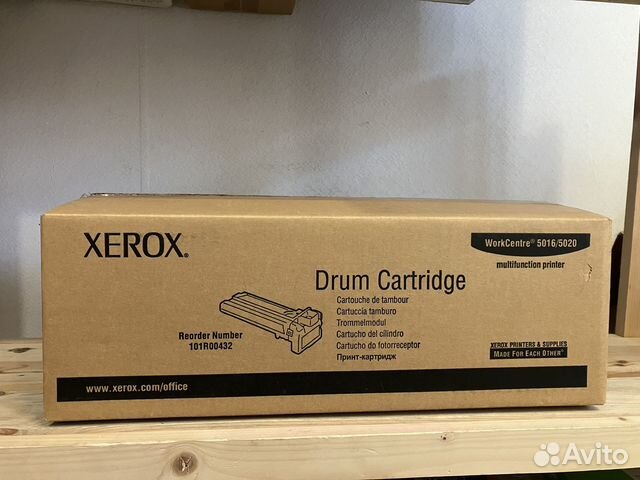 XEROX.
WorkCentre® 5016/5020
multifunction printer
Drum Cartridge
Cartouche de tambour
Cartuccia tamburo
Trommelmodul
Cartucho del cilindro
Cartucho do fotorreceptor
Принт-картридж
Reorder Number
101R00432
XEROX PRINTERS & SUPPLIES
MADE FOR EACH OTHER®
www.xerox.com/office
Avito